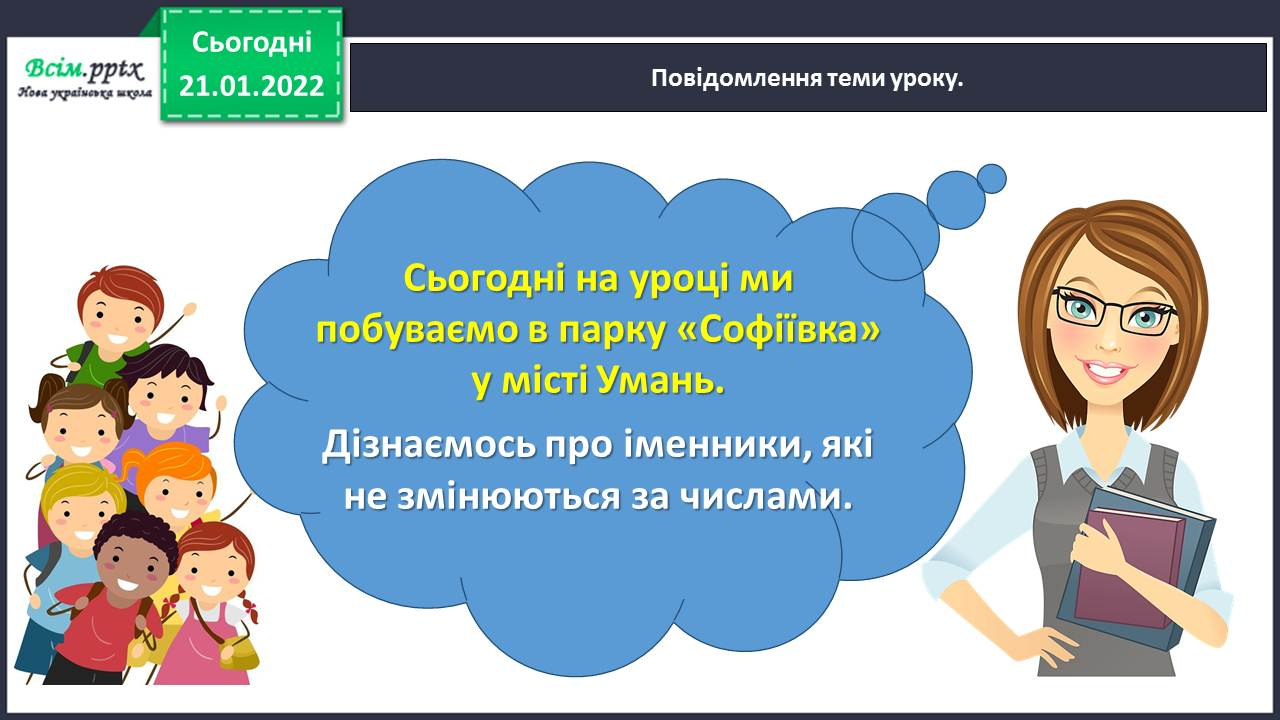 Всім.pptx
Нова українська школа
Сьогодні
21.01.2022
Повідомлення теми уроку.
Сьогодні на уроці ми
побуваємо в парку «Софіївка»
у місті Умань.
Дізнаємось про іменники, які
не змінюються за числами.